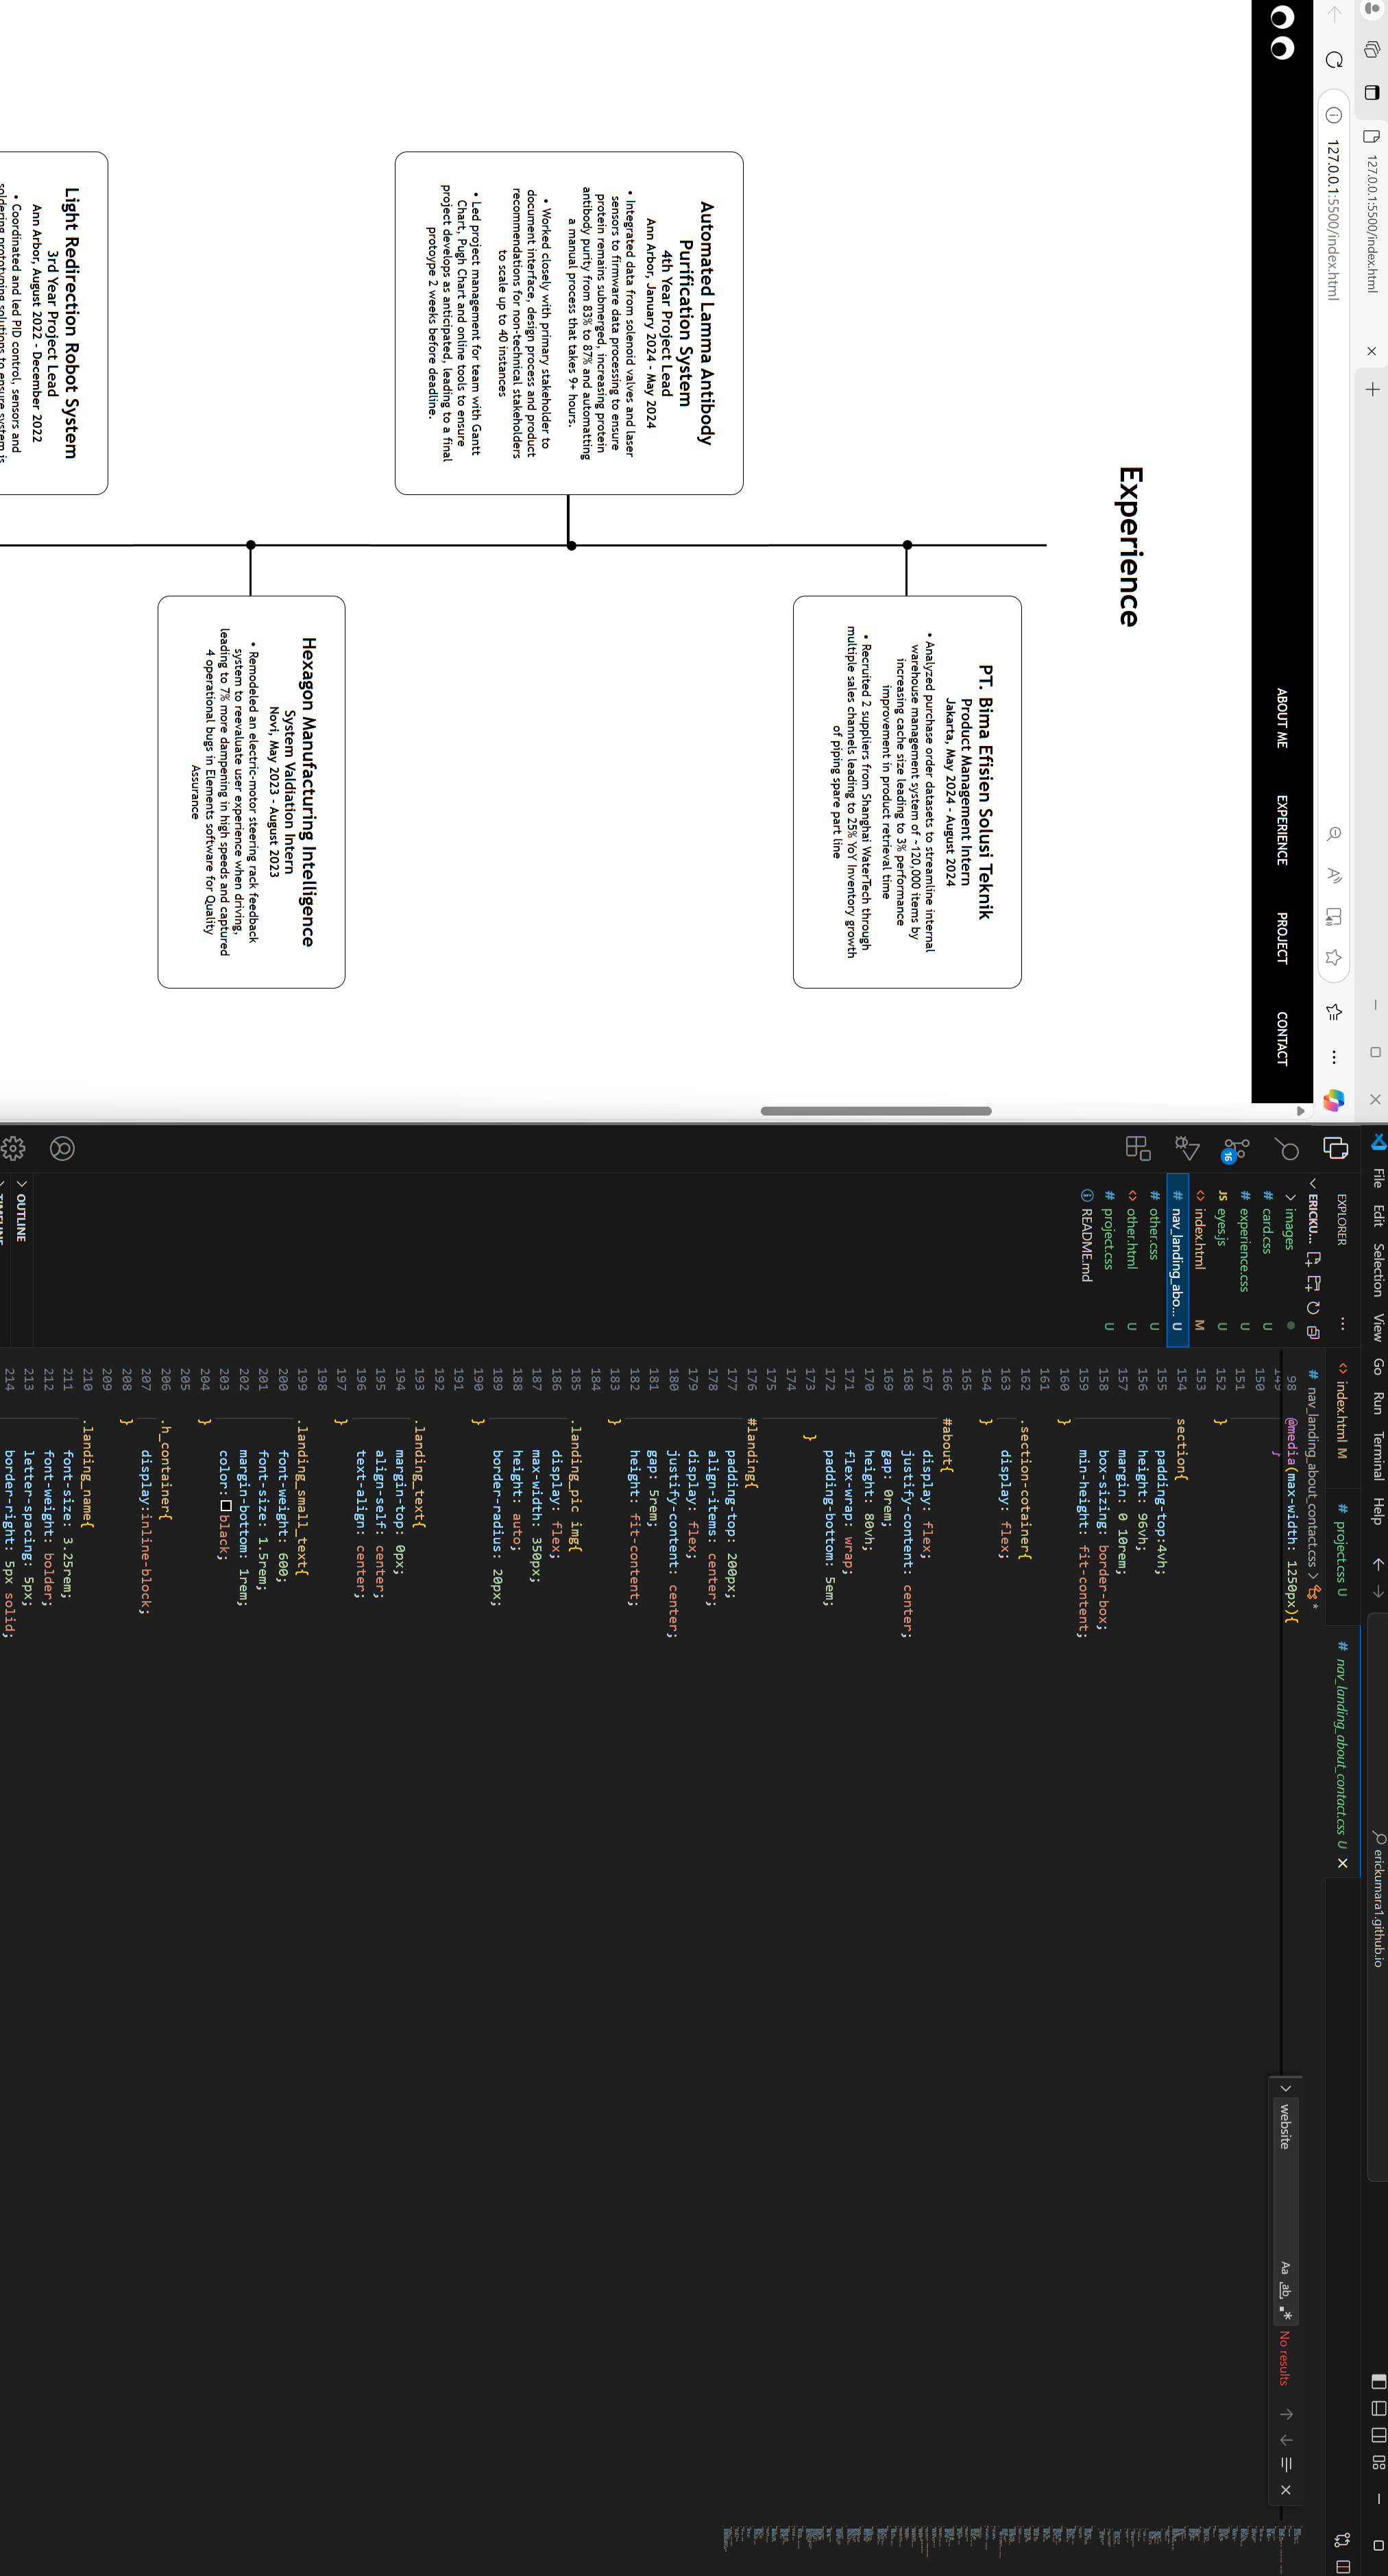 127.0.0.1:5500/index.html
127.0.0.1:5500/index.html
ABOUT ME
EXPERIENCE
PROJECT
CONTACT
Experience
PT. Bima Efisien Solusi Teknik
Product Management Intern
Jakarta, May 2024 - August 2024
• Analyzed purchase order datasets to streamline internal
warehouse management system of ~120,000 items by
increasing cache size leading to 3% performance
improvement in product retrieval time
• Recruited 2 suppliers from Shanghai WaterTech through
multiple sales channels leading to 25% YoY Inventory growth
of piping spare part line
Automated Lamma Antibody
Purification System
4th Year Project Lead
Ann Arbor, January 2024 - May 2024
• Integrated data from solenoid valves and laser
sensors to firmware data processing to ensure
protein remains submerged, increasing protein
antibody purity from 83% to 87% and automatting
a manual process that takes 9+ hours.
• Worked closely with primary stakeholder to
document interface, design process and product
recommendations for non-technical stakeholders
to scale up to 40 instances
• Led project management for team with Gantt
Chart, Pugh Chart and online tools to ensure
project develops as anticipated, leading to a final
protoype 2 weeks before deadline.
Hexagon Manufacturing Intelligence
System Valdiation Intern
Novi, May 2023 - August 2023
• Remodeled an electric-motor steering rack feedback
system to reevaluate user experience when driving,
leading to 7% more dampening in high speeds and captured
4 operational bugs in Elements software for Quality
Assurance
Light Redirection Robot System
3rd Year Project Lead
Ann Arbor, August 2022 - December 2022
• Coordinated and led PID control, sensors and
soldering prototyping solutions to ensure system is
File Edit Selection View Go Run Terminal Help
erickumara1.github.io
EXPLORER
ERICKU...
images
card.css U
experience.css U
eyes.js U
index.html M
nav_landing_abo... U
other.css U
other.html U
project.css U
README.md
16
OUTLINE
TIMELINE
index.html M
project.css U
nav_landing_about_contact.css U
nav_landing_about_contact.css > *
website
Aa ab .*
No results
98 @media(max-width: 1250px){
149 }
150
151
152 }
153
154 section{
155 padding-top:4vh;
156 height: 96vh;
157 margin: 0 10rem;
158 box-sizing: border-box;
159 min-height: fit-content;
160 }
161
162 .section-cotainer{
163 display: flex;
164 }
165
166 #about{
167 display: flex;
168 justify-content: center;
169 gap: 0rem;
170 height: 80vh;
171 flex-wrap: wrap;
172 padding-bottom: 5em;
173 }
174
175
176 #landing{
177 padding-top: 200px;
178 align-items: center;
179 display: flex;
180 justify-content: center;
181 gap: 5rem;
182 height: fit-content;
183 }
184
185 .landing_pic img{
186 display: flex;
187 max-width: 350px;
188 height: auto;
189 border-radius: 20px;
190 }
191
192
193 .landing_text{
194 margin-top: 0px;
195 align-self: center;
196 text-align: center;
197 }
198
199 .landing_small_text{
200 font-weight: 600;
201 font-size: 1.5rem;
202 margin-bottom: 1rem;
203 color: black;
204 }
205
206 .h_container{
207 display:inline-block;
208 }
209
210 .landing_name{
211 font-size: 3.25rem;
212 font-weight: bolder;
213 letter-spacing: 5px;
214 border-right: 5px solid;